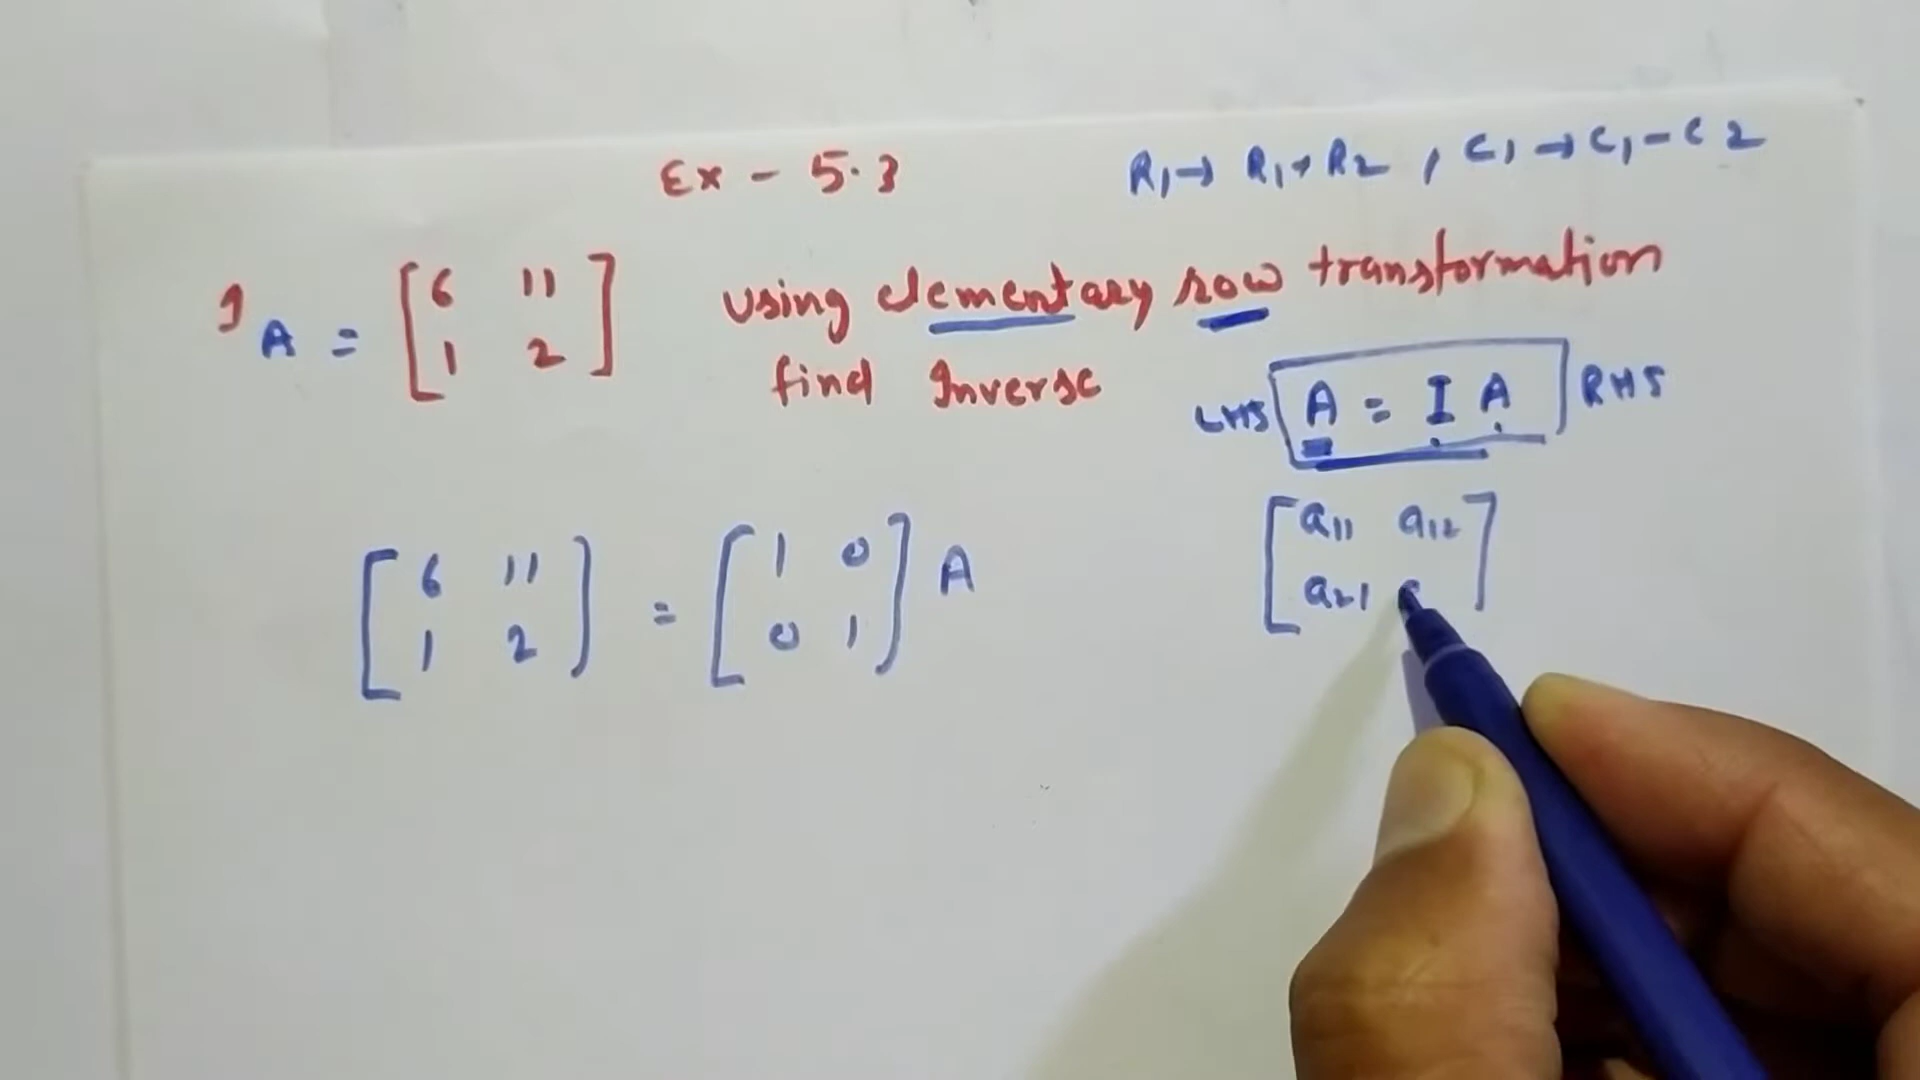 Ex - 5.3
R1 → R1 + R2 , C1 → C1 - C2
A = [ 6 11
1 2 ]
using elementary row transformation
find Inverse
LHS A = I A RHS
[ 6 11
1 2 ] = [ 1 0
0 1 ] A
[ a11 a12
a21 ]